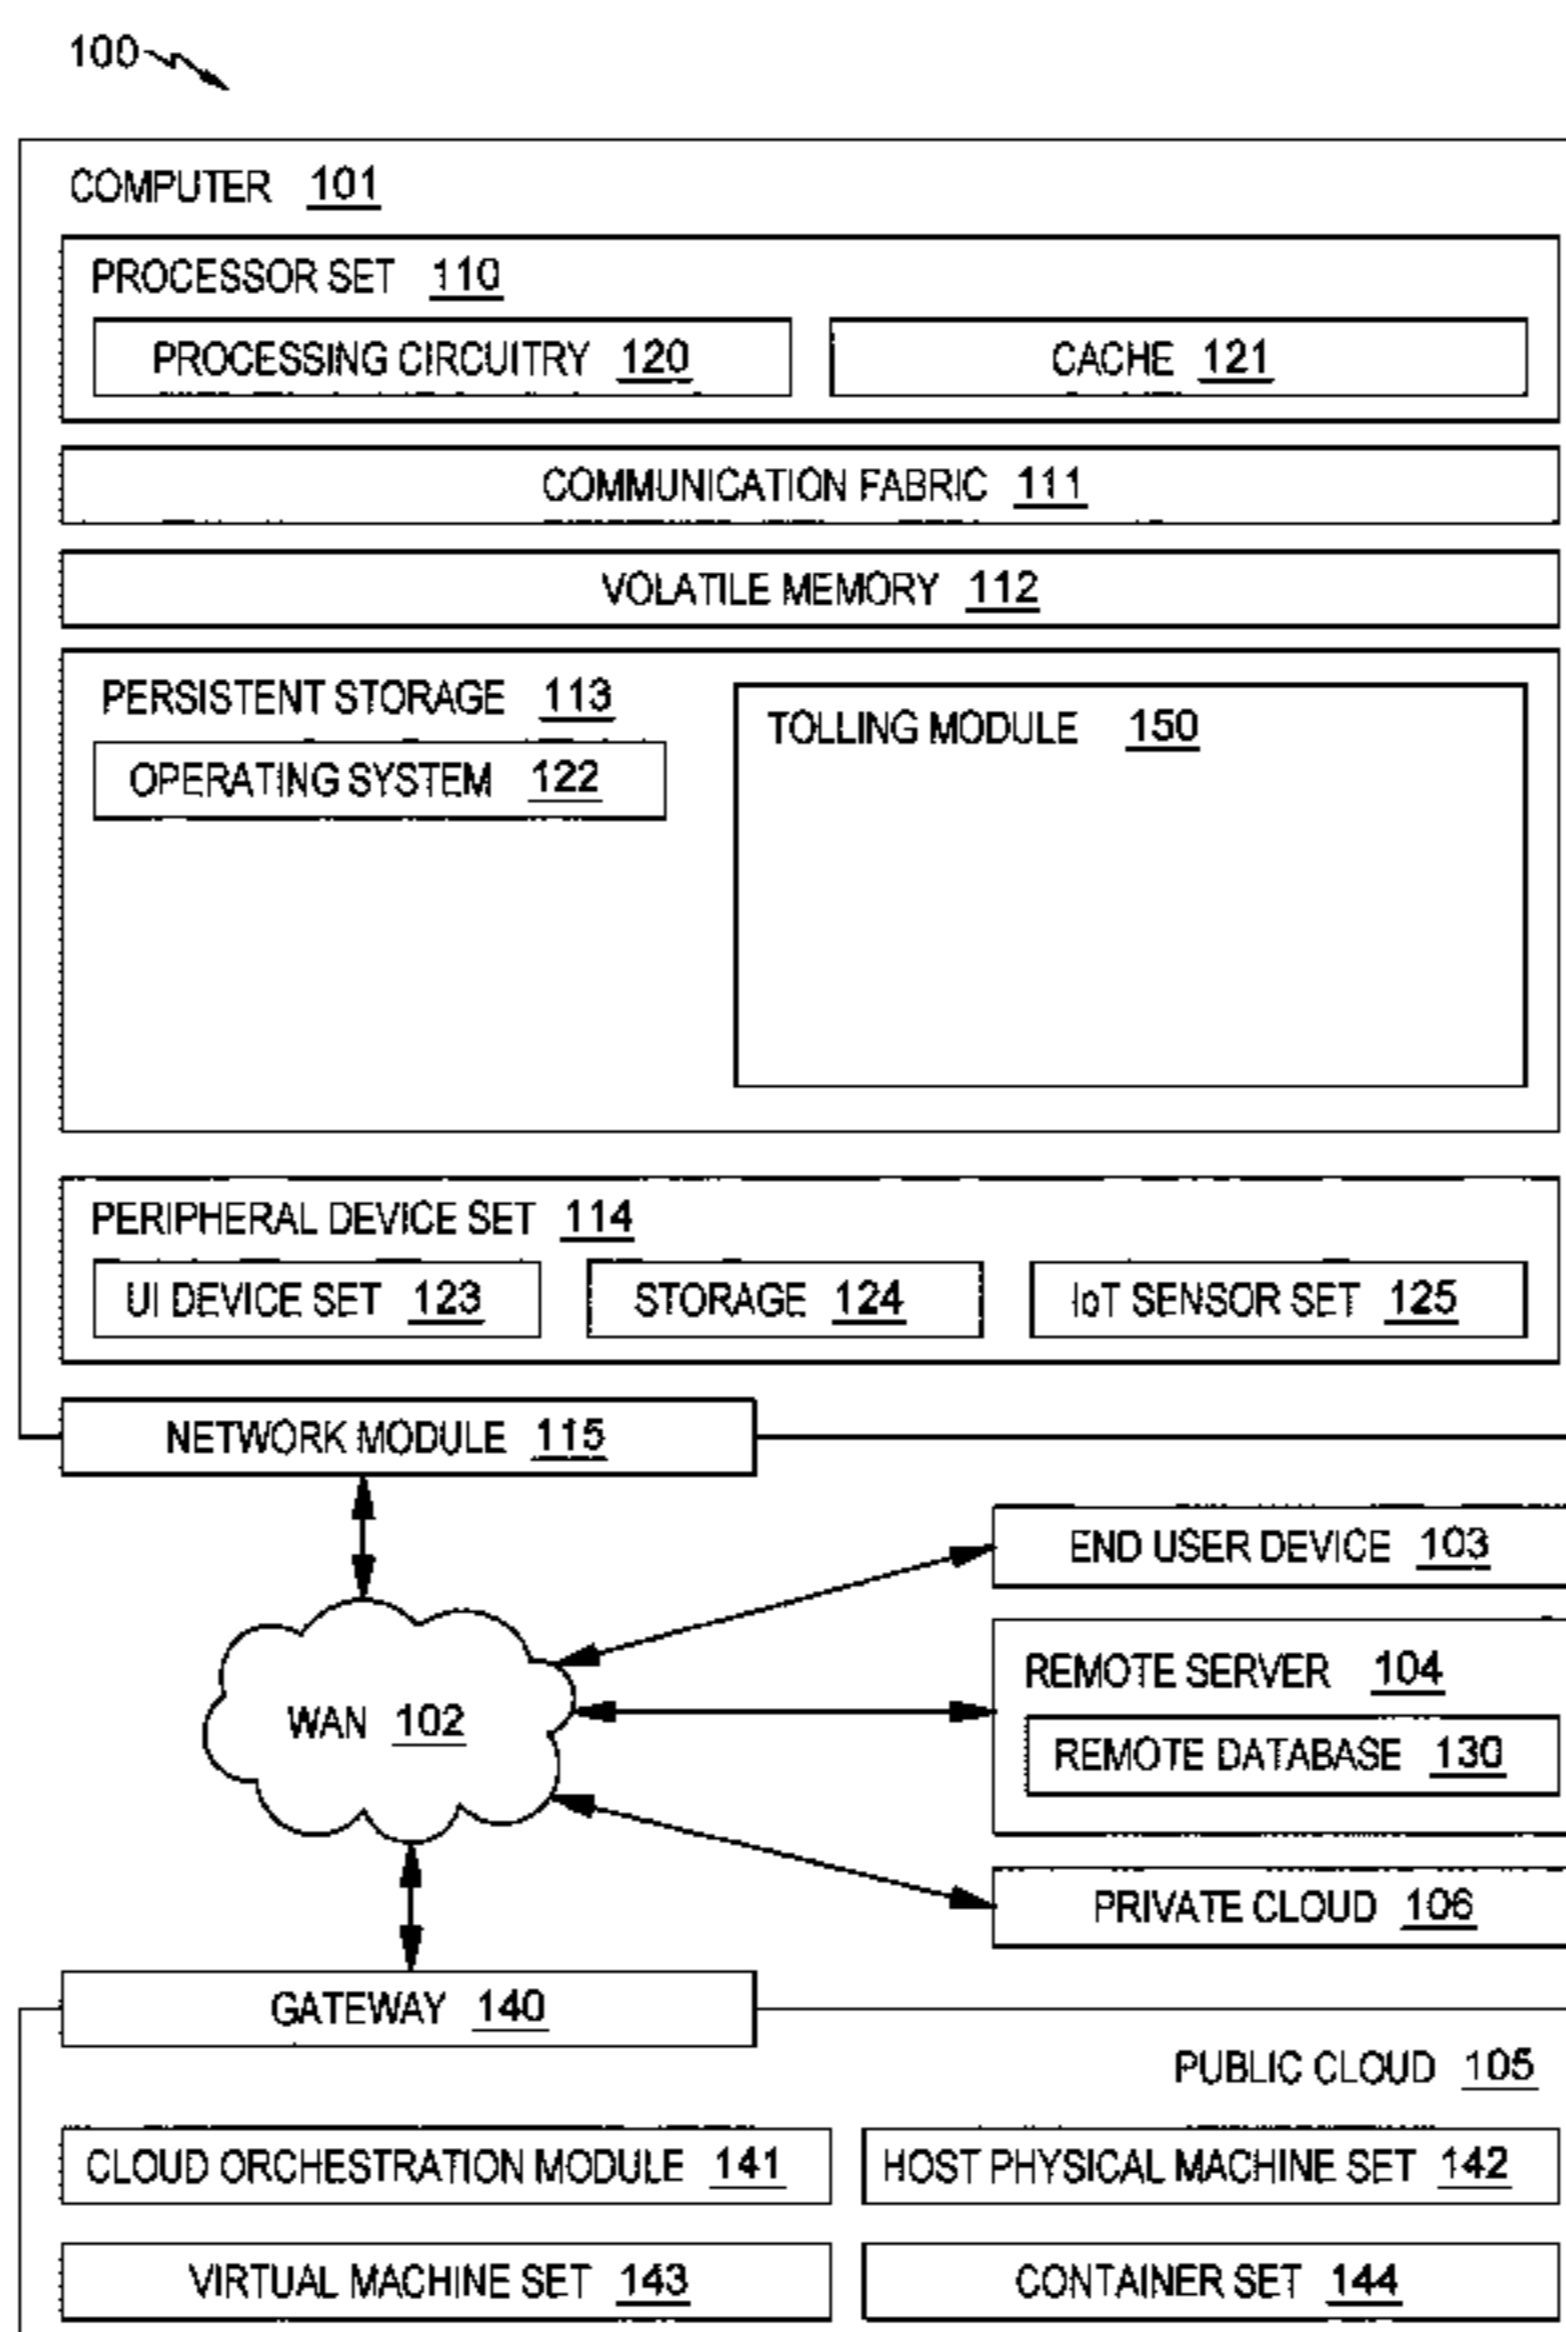 100
COMPUTER 101
PROCESSOR SET 110
PROCESSING CIRCUITRY 120
CACHE 121
COMMUNICATION FABRIC 111
VOLATILE MEMORY 112
PERSISTENT STORAGE 113
TOLLING MODULE 150
OPERATING SYSTEM 122
PERIPHERAL DEVICE SET 114
UI DEVICE SET 123
STORAGE 124
IoT SENSOR SET 125
NETWORK MODULE 115
END USER DEVICE 103
REMOTE SERVER 104
WAN 102
REMOTE DATABASE 130
PRIVATE CLOUD 106
GATEWAY 140
PUBLIC CLOUD 105
CLOUD ORCHESTRATION MODULE 141
HOST PHYSICAL MACHINE SET 142
VIRTUAL MACHINE SET 143
CONTAINER SET 144